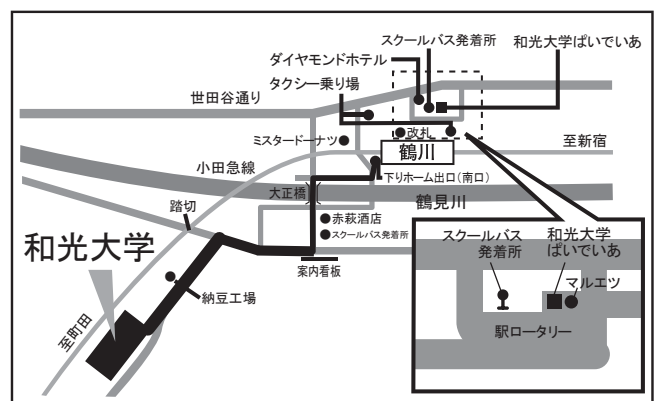 スクールバス発着所
和光大学ぱいでいあ
ダイヤモンドホテル
タクシー乗り場
世田谷通り
ミスタードーナツ
改札
鶴川
至新宿
小田急線
下りホーム出口(南口)
大正橋
鶴見川
踏切
赤萩酒店
スクールバス発着所
和光大学
案内看板
納豆工場
至町田
スクールバス
発着所
和光大学
ぱいでいあ
マルエツ
駅ロータリー